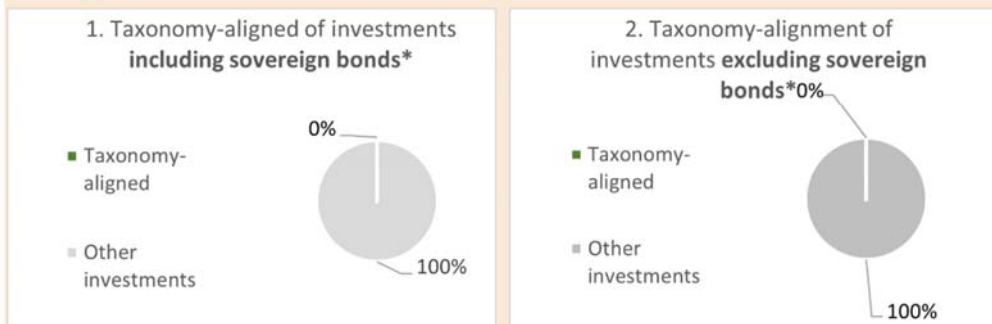 1. Taxonomy-aligned of investments
including sovereign bonds*
0%
Taxonomy-
aligned
Other
investments
100%
2. Taxonomy-alignment of
investments excluding sovereign
bonds*0%
Taxonomy-
aligned
Other
investments
100%